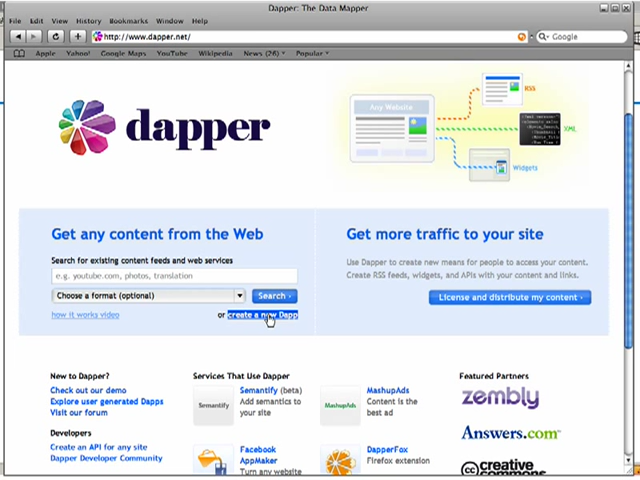 Dapper: The Data Mapper
File Edit View History Bookmarks Window Help
http://www.dapper.net/
Google
Apple Yahoo! Google Maps YouTube Wikipedia News (26) Popular
dapper
Any Website
RSS
XML
Widgets
Get any content from the Web
Search for existing content feeds and web services
e.g. youtube.com, photos, translation
Choose a format (optional)
Search ›
how it works video
or create a new Dapp
Get more traffic to your site
Use Dapper to create new means for people to access your content.
Create RSS feeds, widgets, and APIs with your content and links.
License and distribute my content ›
New to Dapper?
Check out our demo
Explore user generated Dapps
Visit our forum
Developers
Create an API for any site
Dapper Developer Community
Services That Use Dapper
Semantify
Semantify (beta)
Add semantics to
your site
MashupAds
MashupAds
Content is the
best ad
Facebook
AppMaker
Turn any website
DapperFox
Firefox extension
Featured Partners
zembly
Answers.com
cc creative
commons